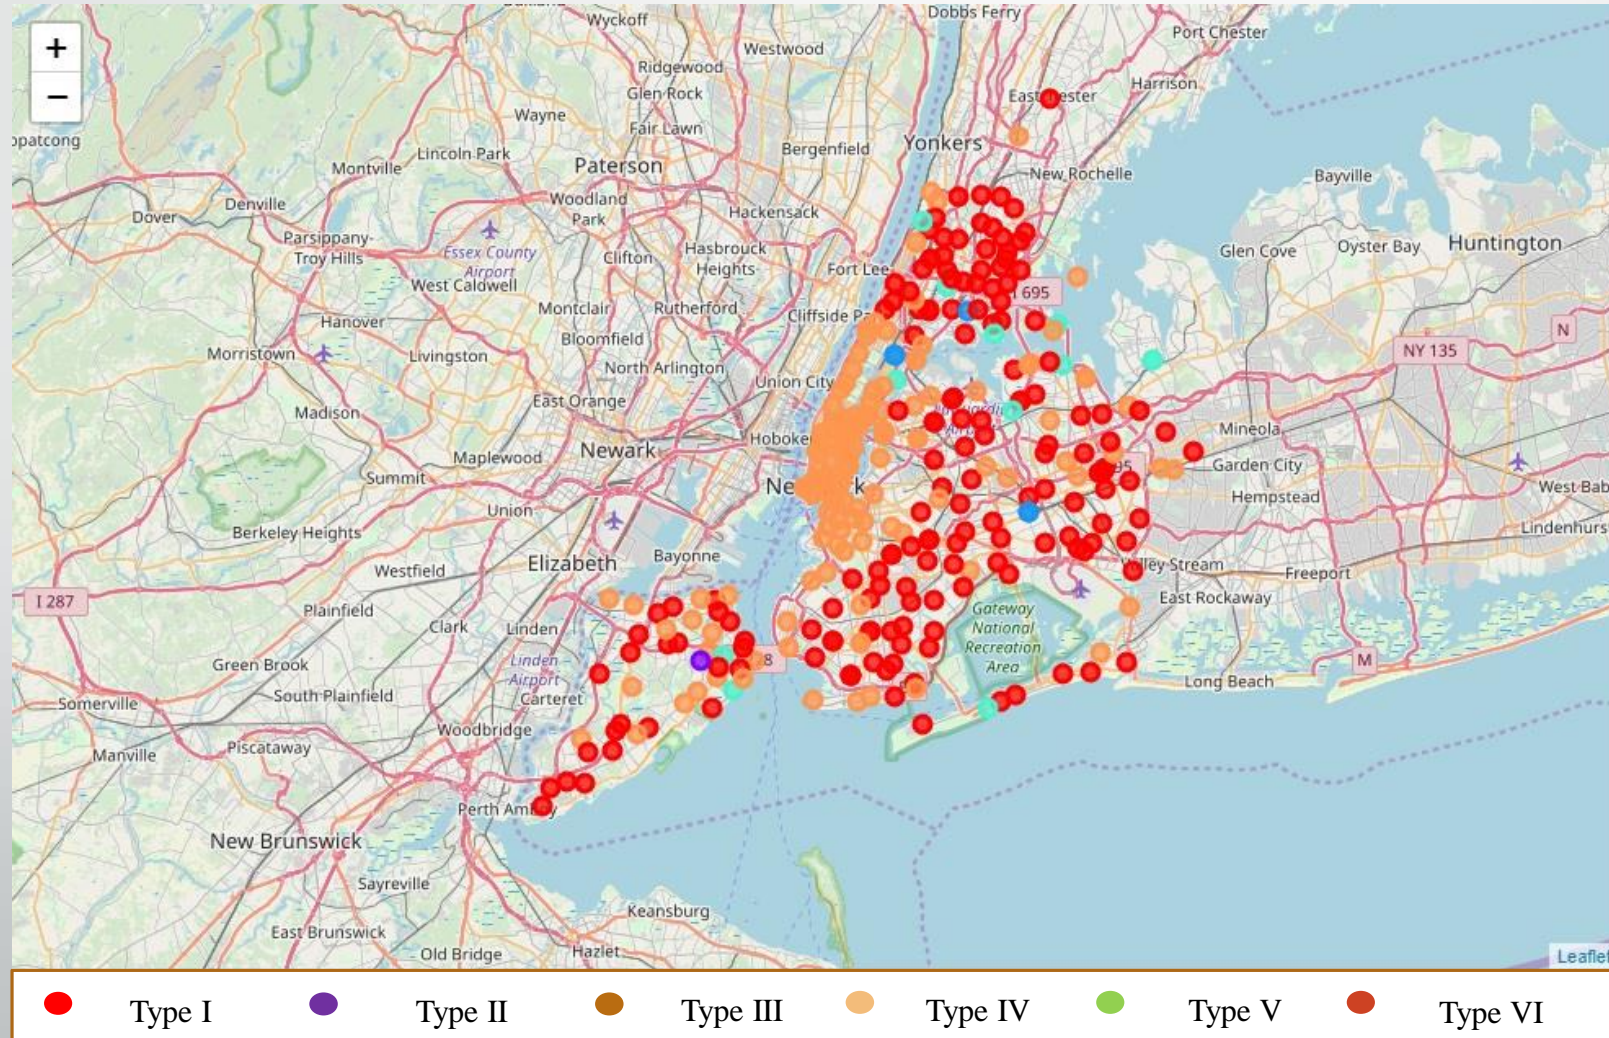 +
−
Wyckoff
Dobbs Ferry
Port Chester
Westwood
Ridgewood
Glen Rock
Harrison
Wayne
Fair Lawn
Yonkers
Bergenfield
Lincoln Park
Paterson
Montville
New Rochelle
Bayville
Denville
Woodland
Park
Hackensack
Dover
Parsippany-
Troy Hills
Essex County
Airport
Hasbrouck
Heights
Clifton
Glen Cove
Oyster Bay
Huntington
Fort Lee
West Caldwell
695
Montclair
Rutherford
Hanover
Bloomfield
N
NY 135
Morristown
Livingston
North Arlington
Union City
East Orange
Madison
Mineola
Newark
Maplewood
Garden City
Summit
West Bab
Hempstead
Union
Berkeley Heights
Lindenhurs
Elizabeth
Bayonne
Westfield
Freeport
I 287
East Rockaway
Plainfield
Clark
Linden
Gateway
National
Recreation
Area
Green Brook
Linden
Airport
M
South Plainfield
Carteret
Long Beach
Somerville
Woodbridge
Piscataway
Manville
New Brunswick
Sayreville
Keansburg
East Brunswick
Old Bridge
Hazlet
Leaflet
Type I
Type II
Type III
Type IV
Type V
Type VI